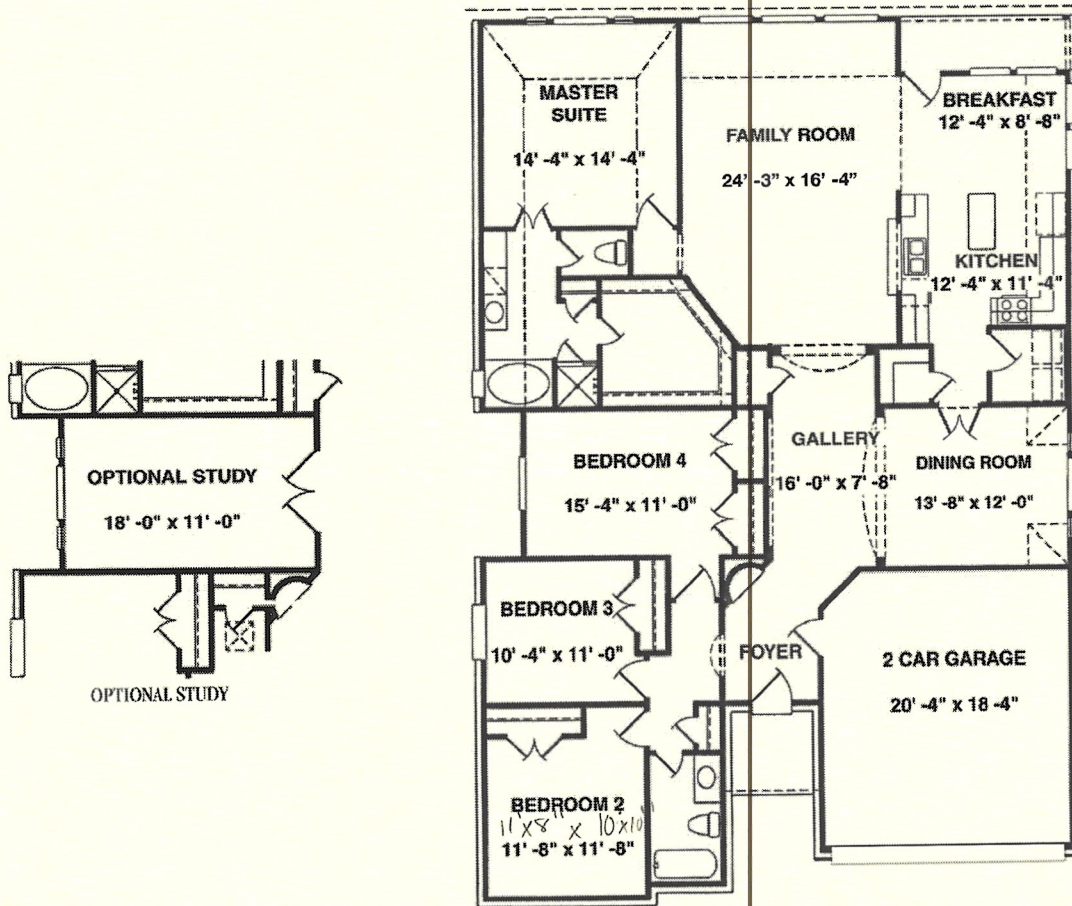 MASTER
SUITE
14' -4" x 14' -4"
FAMILY ROOM
24' -3" x 16' -4"
BREAKFAST
12' -4" x 8' -8"
KITCHEN
12' -4" x 11' -4"
OPTIONAL STUDY
18' -0" x 11' -0"
OPTIONAL STUDY
BEDROOM 4
15' -4" x 11' -0"
GALLERY
16' -0" x 7' -8"
DINING ROOM
13' -8" x 12' -0"
BEDROOM 3
10' -4" x 11' -0"
FOYER
2 CAR GARAGE
20' -4" x 18 -4"
BEDROOM 2
11' x 8" x 10 x 10"
11' -8" x 11' -8"